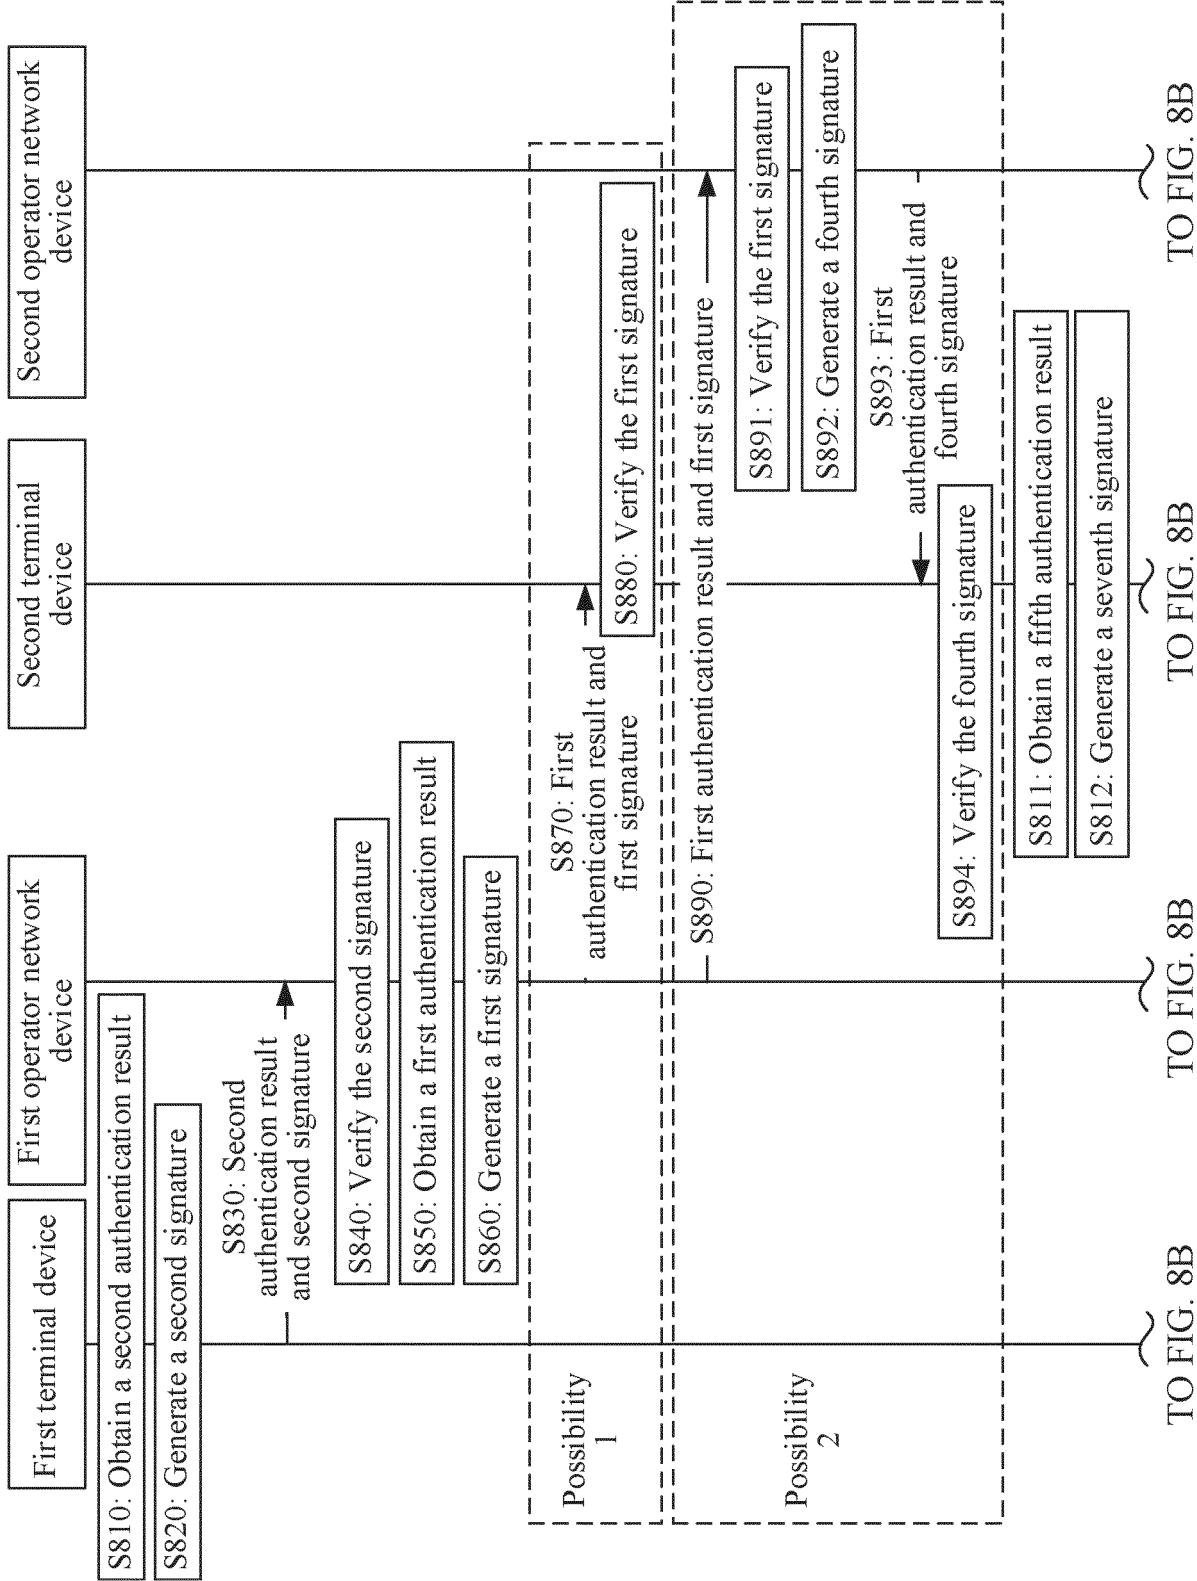 First terminal device
First operator network
device
Second terminal
device
Second operator network
device
S810: Obtain a second authentication result
S820: Generate a second signature
S830: Second
authentication result
and second signature
S840: Verify the second signature
S850: Obtain a first authentication result
S860: Generate a first signature
Possibility
1
S870: First
authentication result and
first signature
S880: Verify the first signature
Possibility
2
S890: First authentication result and first signature
S891: Verify the first signature
S892: Generate a fourth signature
S893: First
authentication result and
fourth signature
S894: Verify the fourth signature
S811: Obtain a fifth authentication result
S812: Generate a seventh signature
TO FIG. 8B
TO FIG. 8B
TO FIG. 8B
TO FIG. 8B